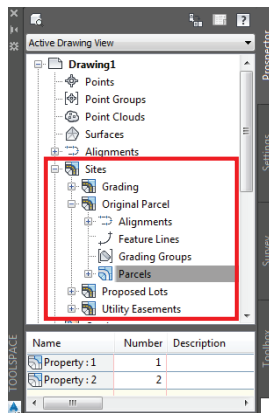 Active Drawing View
Drawing1
Points
Point Groups
Point Clouds
Surfaces
Alignments
Sites
Grading
Original Parcel
Alignments
Feature Lines
Grading Groups
Parcels
Proposed Lots
Utility Easements
Name Number Description
Property : 1 1
Property : 2 2
Prospector
Settings
Survey
Toolbox
TOOLSPACE